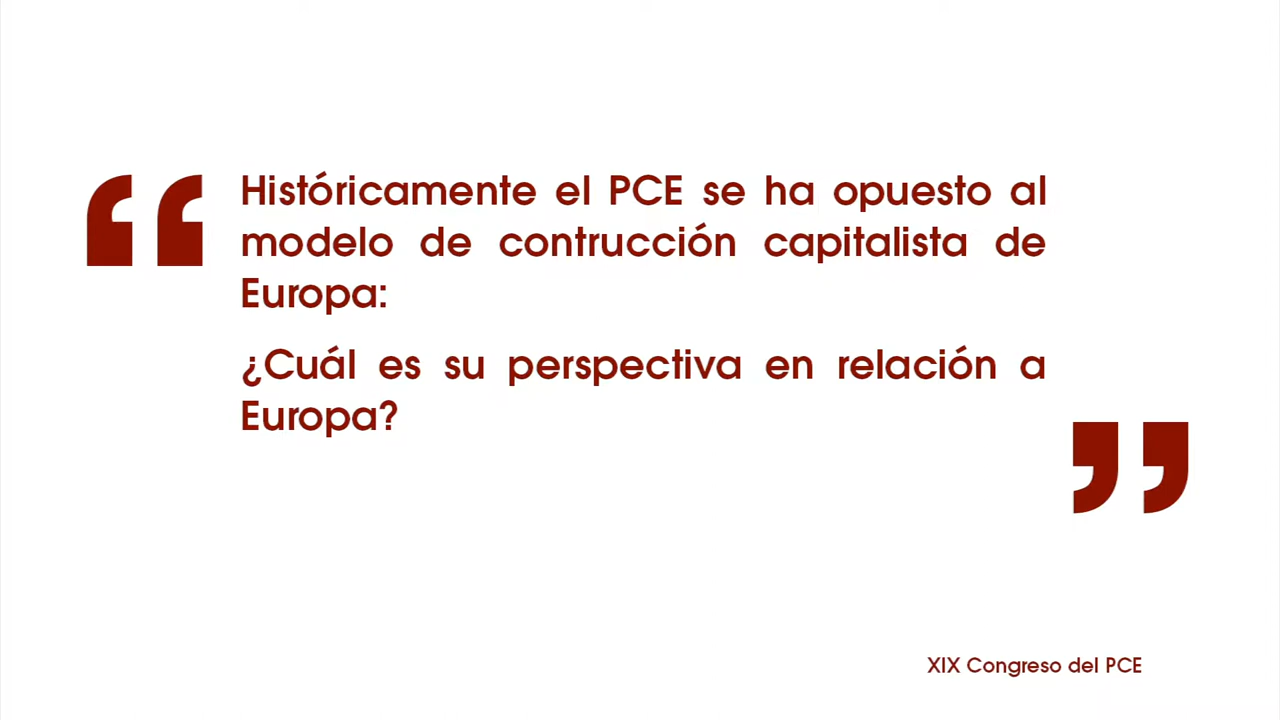 “Históricamente el PCE se ha opuesto al
modelo de contrucción capitalista de
Europa:
¿Cuál es su perspectiva en relación a
Europa?”
XIX Congreso del PCE